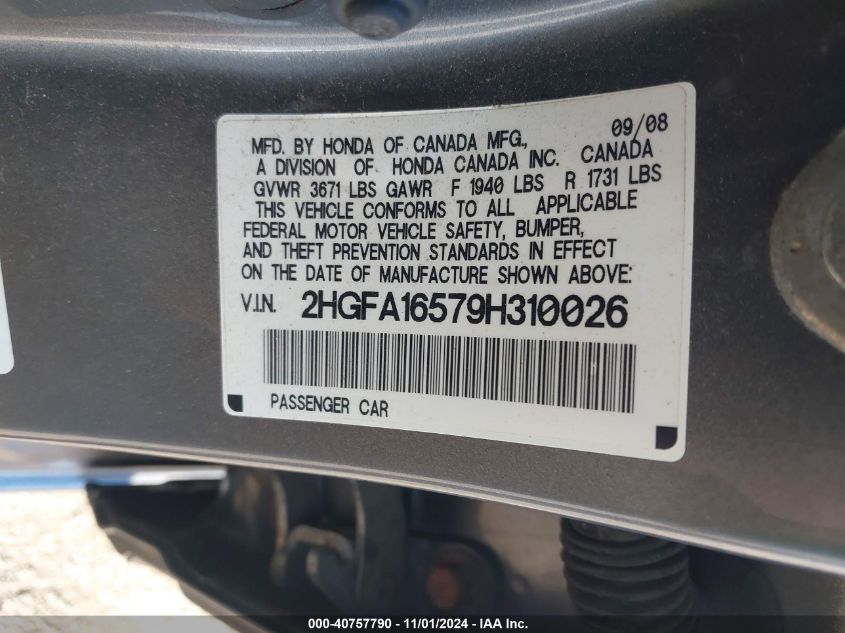 09/08
MFD. BY HONDA OF CANADA MFG.,
A DIVISION OF HONDA CANADA INC. CANADA
GVWR 3671 LBS GAWR F 1940 LBS R 1731 LBS
THIS VEHICLE CONFORMS TO ALL APPLICABLE
FEDERAL MOTOR VEHICLE SAFETY, BUMPER,
AND THEFT PREVENTION STANDARDS IN EFFECT
ON THE DATE OF MANUFACTURE SHOWN ABOVE:
V.I.N. 2HGFA16579H310026
PASSENGER CAR
000-40757790 - 11/01/2024 - IAA Inc.